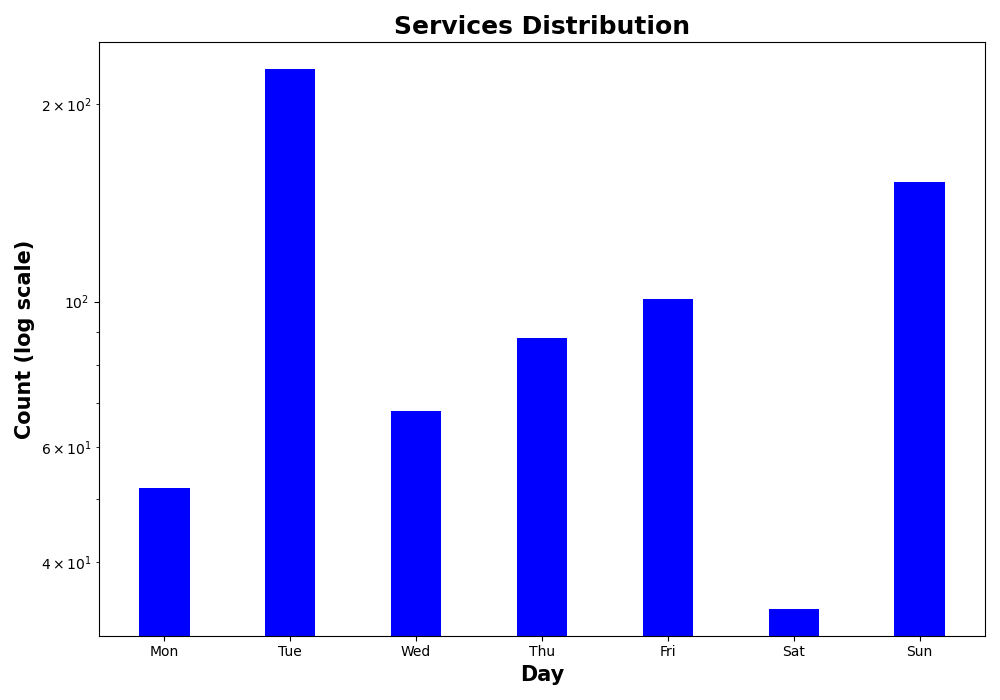 Services Distribution
Count (log scale)
2 × 10²
10²
6 × 10¹
4 × 10¹
Mon Tue Wed Thu Fri Sat Sun
Day